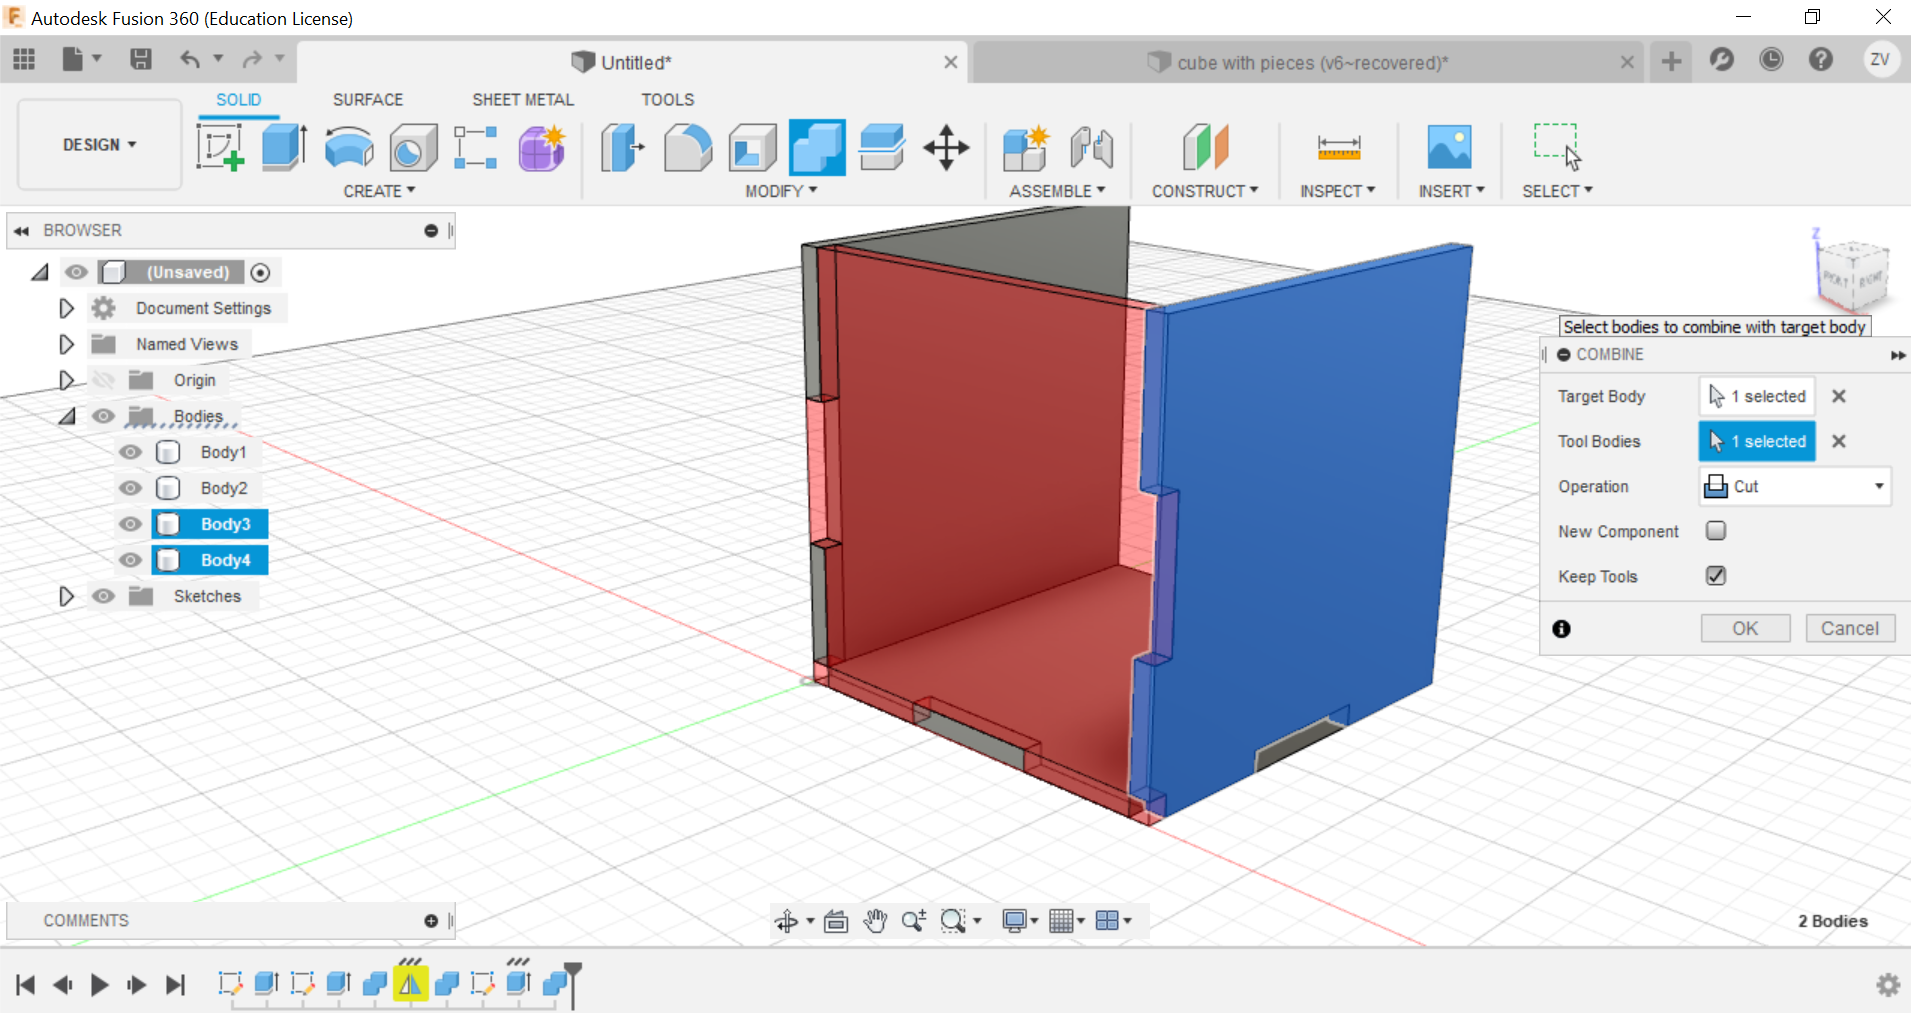 Autodesk Fusion 360 (Education License)
Untitled*
cube with pieces (v6~recovered)*
ZV
DESIGN
SOLID
SURFACE
SHEET METAL
TOOLS
CREATE
MODIFY
ASSEMBLE
CONSTRUCT
INSPECT
INSERT
SELECT
BROWSER
(Unsaved)
Document Settings
Named Views
Origin
Bodies
Body1
Body2
Body3
Body4
Sketches
Z
RIGHT
Select bodies to combine with target body
COMBINE
Target Body
1 selected
Tool Bodies
1 selected
Operation
Cut
New Component
Keep Tools
OK
Cancel
COMMENTS
2 Bodies